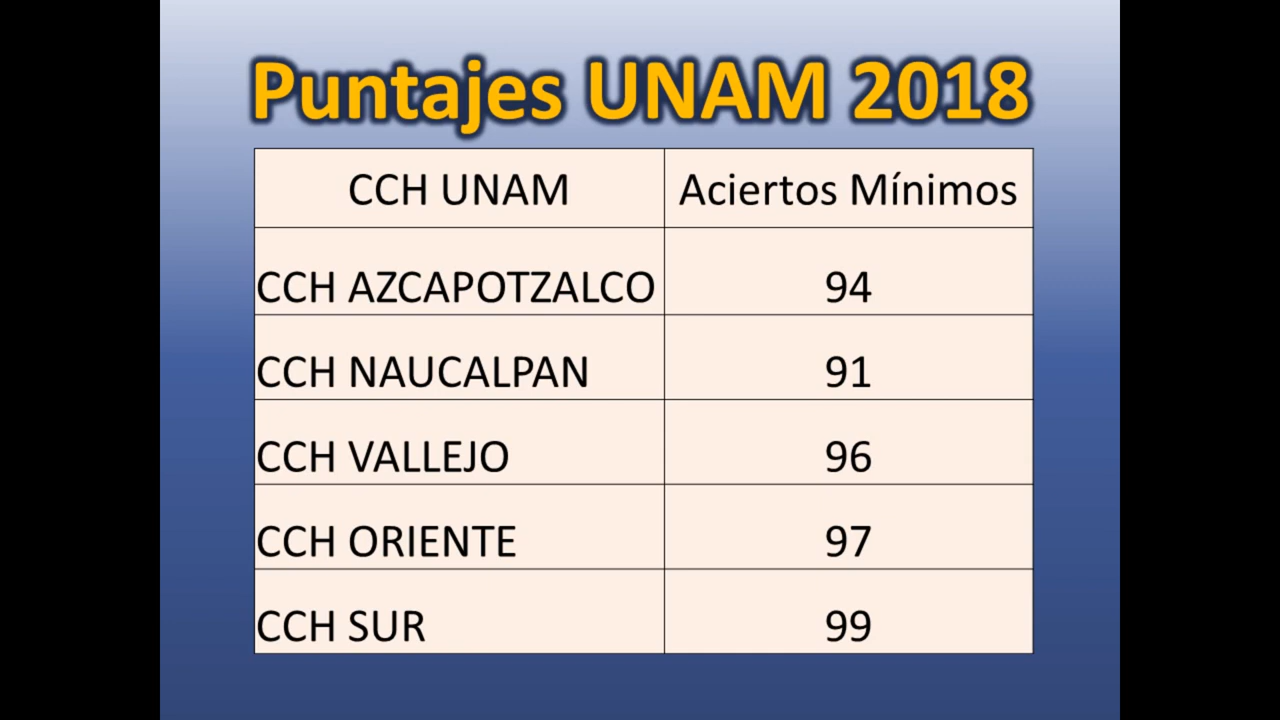 Puntajes UNAM 2018
CCH UNAM Aciertos Mínimos
CCH AZCAPOTZALCO 94
CCH NAUCALPAN 91
CCH VALLEJO 96
CCH ORIENTE 97
CCH SUR 99